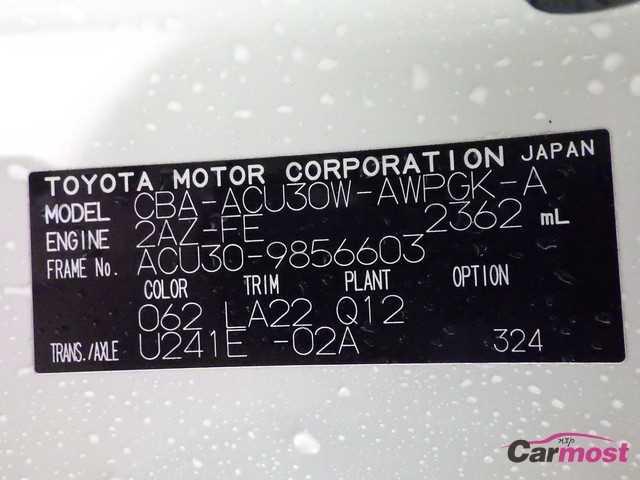 TOYOTA MOTOR CORPORATION JAPAN
MODEL CBA-ACU30W-AWPGK-A
ENGINE 2AZ-FE 2362 mL
FRAME No. ACU30-9856603
COLOR TRIM PLANT OPTION
062 LA22 Q12
TRANS./AXLE U241E -02A 324
Carmost